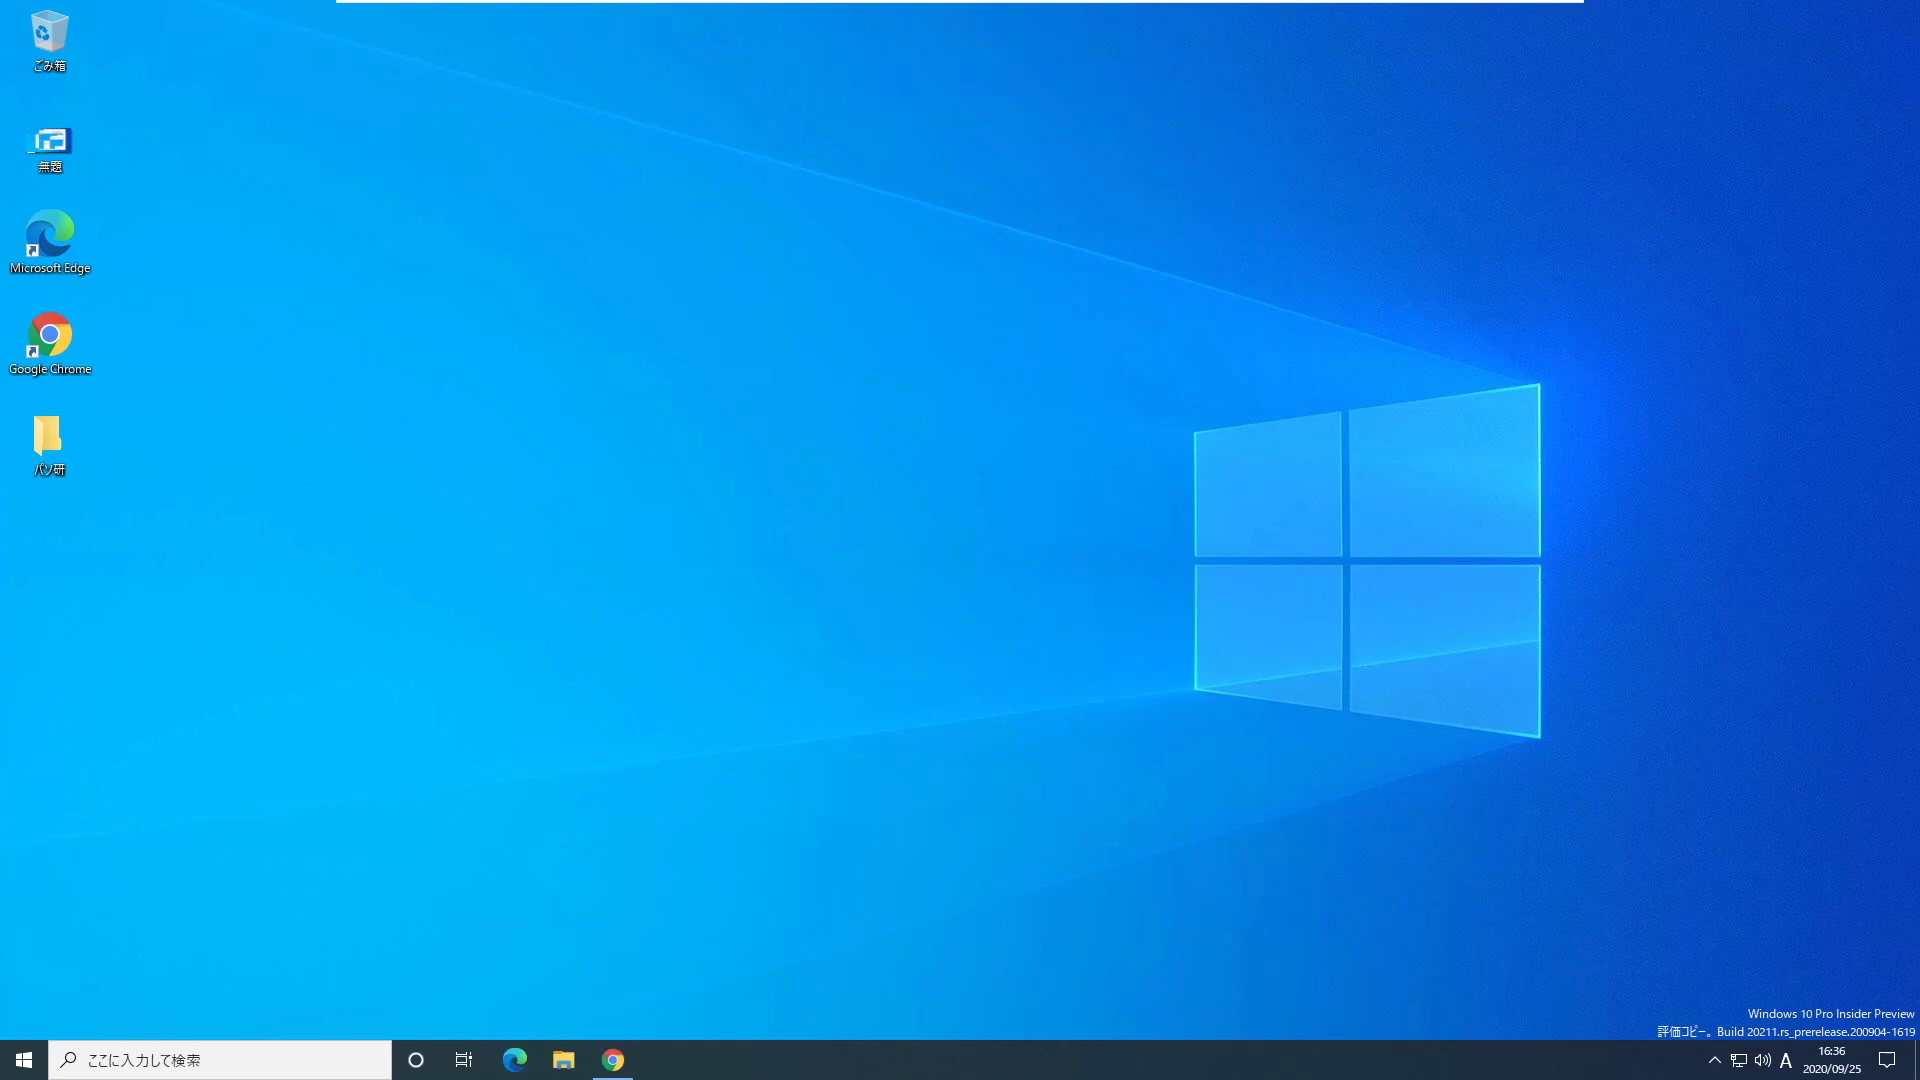 ごみ箱
無題
Microsoft Edge
Google Chrome
パソ研
Windows 10 Pro Insider Preview
評価コピー。 Build 20211.rs_prerelease.200904-1619
ここに入力して検索
A
16:36
2020/09/25